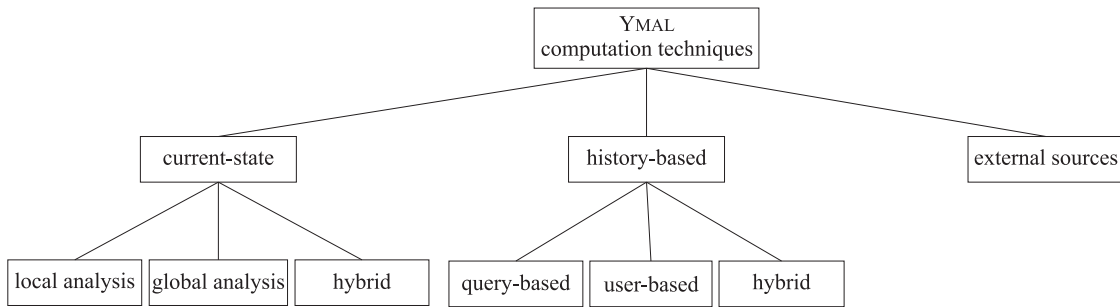 YMAL
computation techniques
current-state
history-based
external sources
local analysis
global analysis
hybrid
query-based
user-based
hybrid